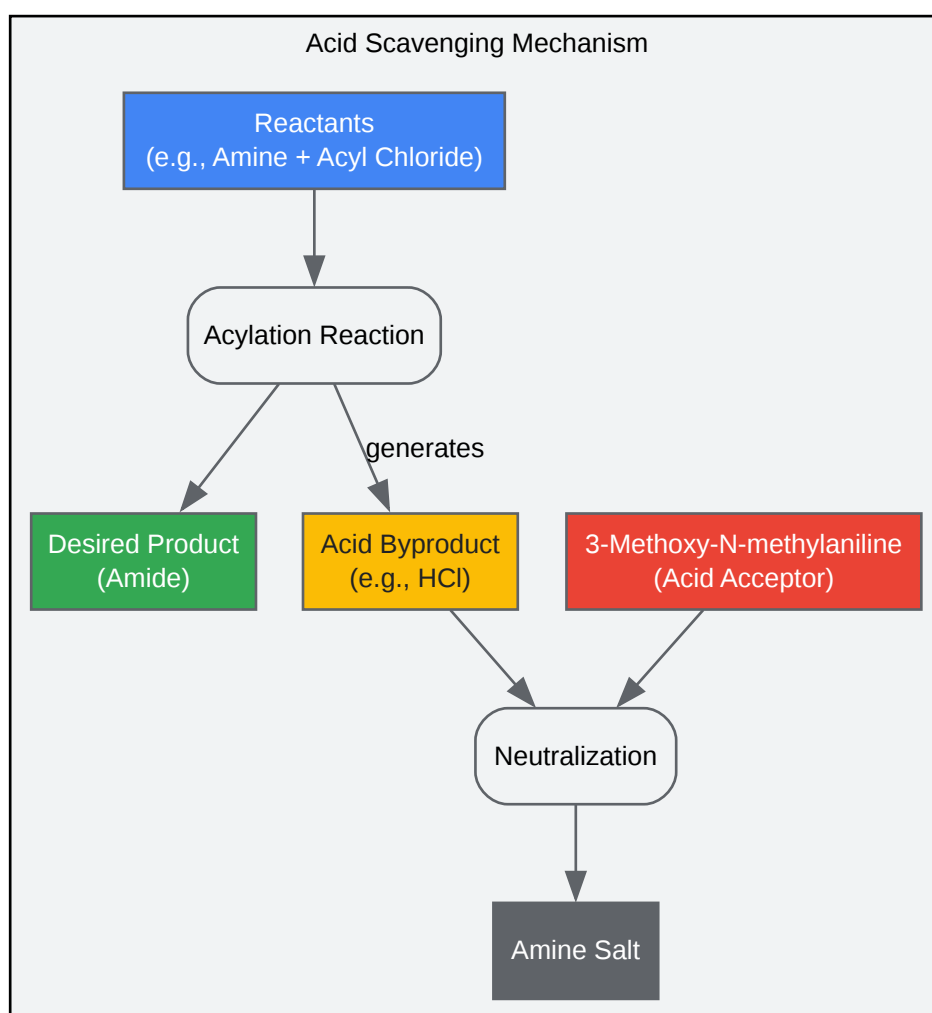 Acid Scavenging Mechanism
Reactants
(e.g., Amine + Acyl Chloride)
Acylation Reaction
generates
Desired Product
(Amide)
Acid Byproduct
(e.g., HCl)
3-Methoxy-N-methylaniline
(Acid Acceptor)
Neutralization
Amine Salt